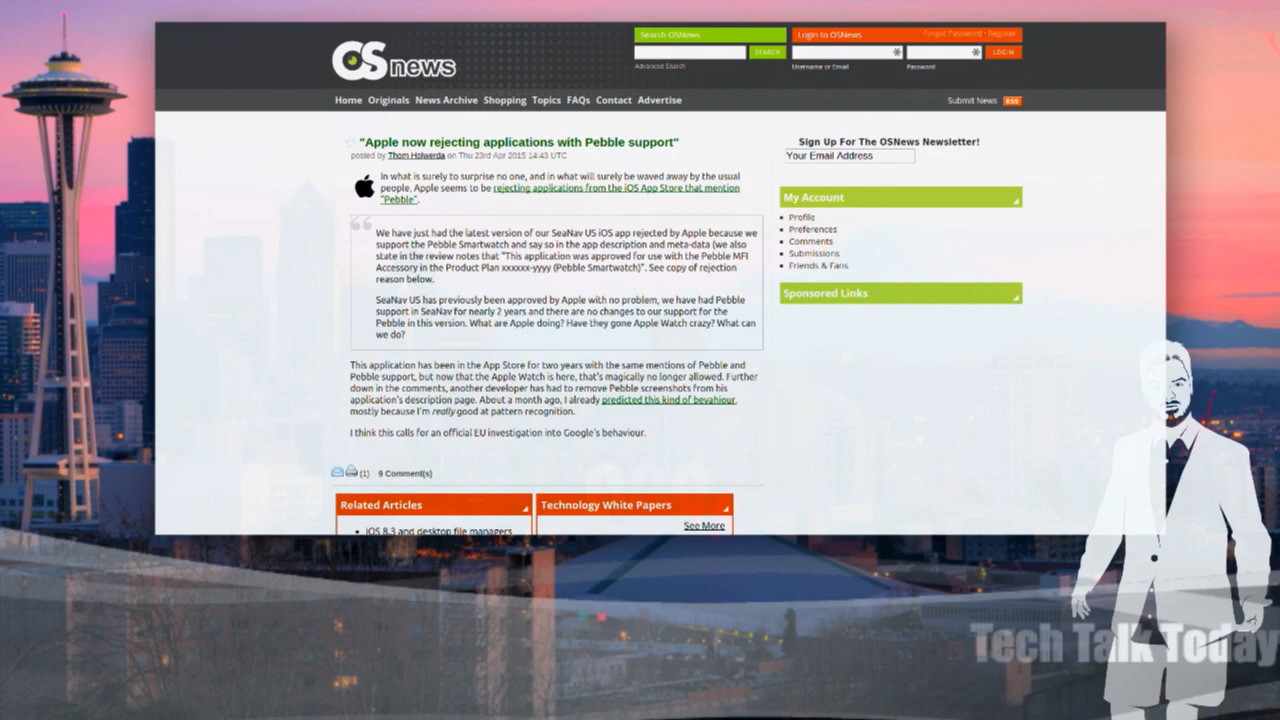 OSnews
Search OSNews
SEARCH
Advanced Search
Login to OSNews
Forgot Password - Register
LOGIN
Username or Email
Password
Home Originals News Archive Shopping Topics FAQs Contact Advertise
Submit News RSS
"Apple now rejecting applications with Pebble support"
posted by Thom Holwerda on Thu 23rd Apr 2015 14:43 UTC
In what is surely to surprise no one, and in what will surely be waved away by the usual
people, Apple seems to be rejecting applications from the iOS App Store that mention
"Pebble".
We have just had the latest version of our SeaNav US iOS app rejected by Apple because we
support the Pebble Smartwatch and say so in the app description and meta-data (we also
state in the review notes that "This application was approved for use with the Pebble MFI
Accessory in the Product Plan xxxxxx-yyyy (Pebble Smartwatch)". See copy of rejection
reason below.
SeaNav US has previously been approved by Apple with no problem, we have had Pebble
support in SeaNav for nearly 2 years and there are no changes to our support for the
Pebble in this version. What are Apple doing? Have they gone Apple Watch crazy? What can
we do?
This application has been in the App Store for two years with the same mentions of Pebble and
Pebble support, but now that the Apple Watch is here, that's magically no longer allowed. Further
down in the comments, another developer has had to remove Pebble screenshots from his
application's description page. About a month ago, I already predicted this kind of bevahiour,
mostly because I'm really good at pattern recognition.
I think this calls for an official EU investigation into Google's behaviour.
(1) 9 Comment(s)
Related Articles
iOS 8.3 and desktop file managers
Technology White Papers
See More
Sign Up For The OSNews Newsletter!
Your Email Address
My Account
Profile
Preferences
Comments
Submissions
Friends & Fans
Sponsored Links
Tech Talk Today